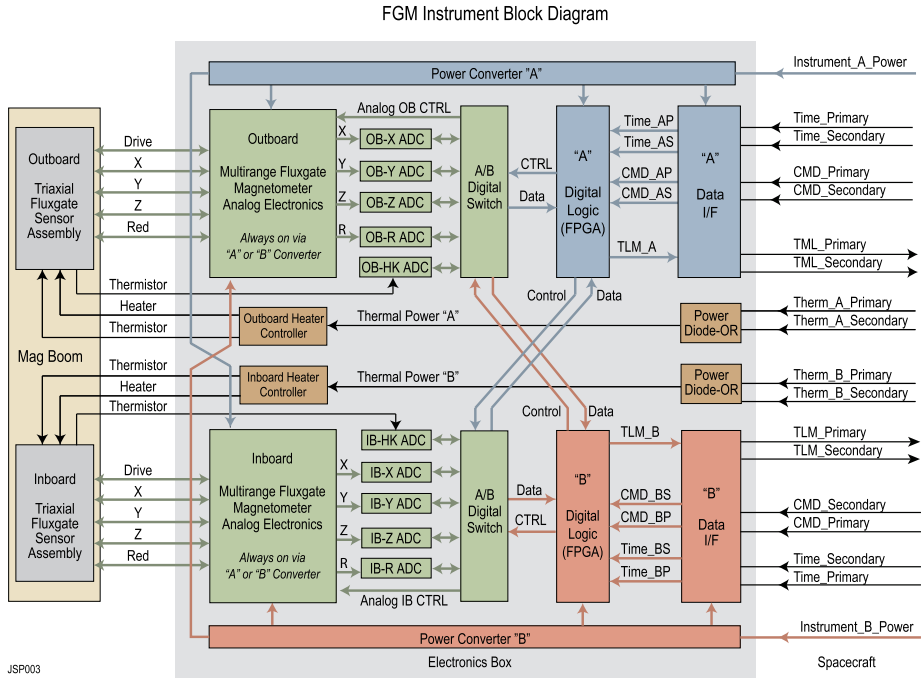 FGM Instrument Block Diagram
Power Converter "A"
Instrument_A_Power
Analog OB CTRL
Outboard
Triaxial
Fluxgate
Sensor
Assembly
Drive
X
Y
Z
Red
Outboard
Multirange Fluxgate
Magnetometer
Analog Electronics
Always on via
“A” or “B” Converter
X
Y
Z
R
OB-X ADC
OB-Y ADC
OB-Z ADC
OB-R ADC
OB-HK ADC
A/B
Digital
Switch
CTRL
Data
“A”
Digital
Logic
(FPGA)
Time_AP
Time_AS
CMD_AP
CMD_AS
TLM_A
“A”
Data
I/F
Time_Primary
Time_Secondary
CMD_Primary
CMD_Secondary
TML_Primary
TML_Secondary
Thermistor
Heater
Thermistor
Outboard Heater
Controller
Thermal Power “A”
Control
Data
Power
Diode-OR
Therm_A_Primary
Therm_A_Secondary
Mag Boom
Thermistor
Heater
Thermistor
Inboard Heater
Controller
Thermal Power “B”
Control
Data
Power
Diode-OR
Therm_B_Primary
Therm_B_Secondary
Inboard
Triaxial
Fluxgate
Sensor
Assembly
Drive
X
Y
Z
Red
Inboard
Multirange Fluxgate
Magnetometer
Analog Electronics
Always on via
“A” or “B” Converter
X
Y
Z
R
IB-HK ADC
IB-X ADC
IB-Y ADC
IB-Z ADC
IB-R ADC
Analog IB CTRL
A/B
Digital
Switch
Data
CTRL
“B”
Digital
Logic
(FPGA)
TLM_B
CMD_BS
CMD_BP
Time_BS
Time_BP
“B”
Data
I/F
TLM_Primary
TLM_Secondary
CMD_Secondary
CMD_Primary
Time_Secondary
Time_Primary
Power Converter ”B”
Instrument_B_Power
JSP003
Electronics Box
Spacecraft